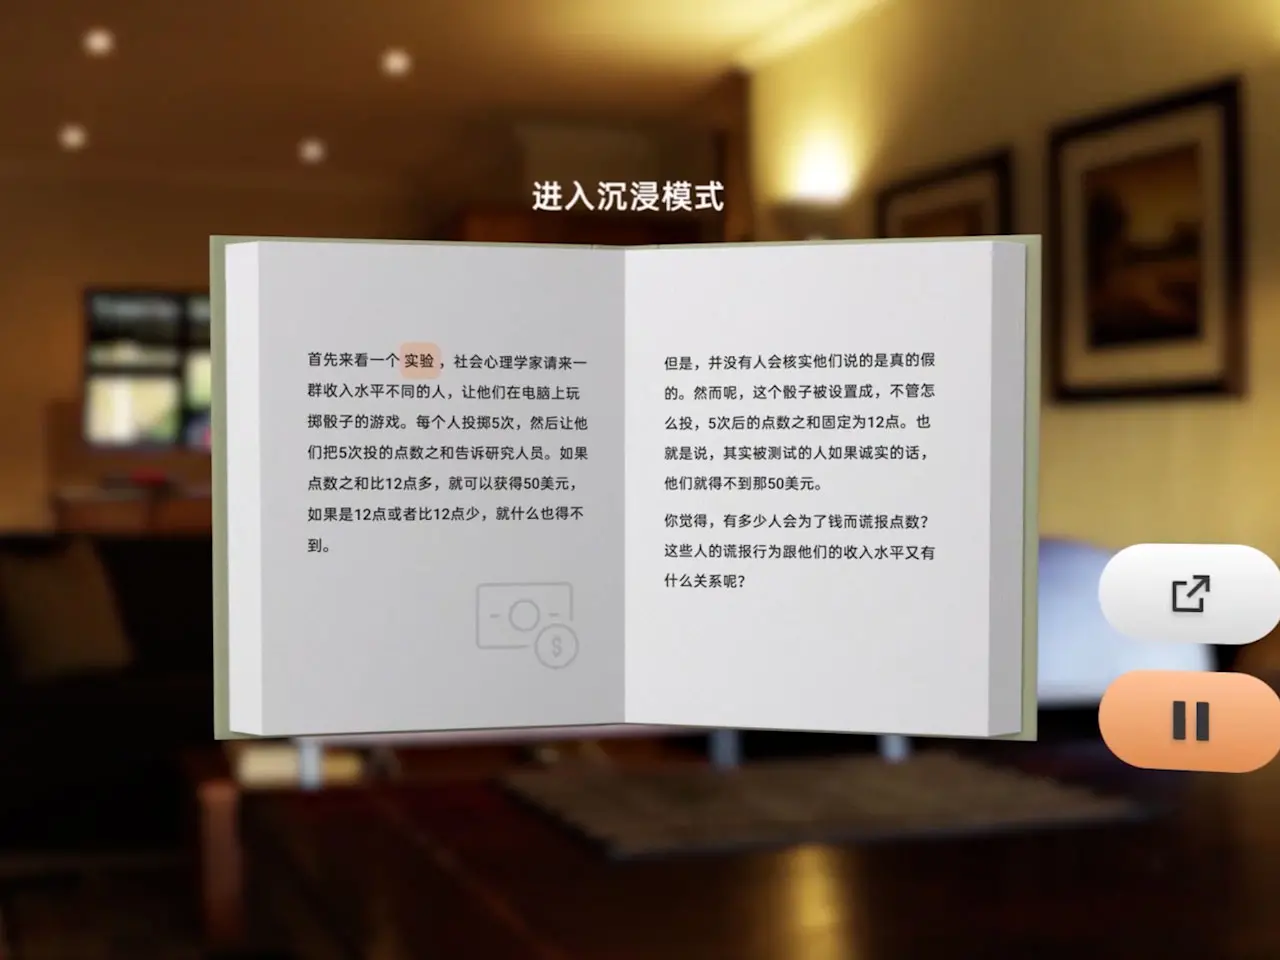 进入沉浸模式
首先来看一个实验，社会心理学家请来一
群收入水平不同的人，让他们在电脑上玩
掷骰子的游戏。每个人投掷5次，然后让他
们把5次投的点数之和告诉研究人员。如果
点数之和比12点多，就可以获得50美元，
如果是12点或者比12点少，就什么也得不
到。
$
但是，并没有人会核实他们说的是真的假
的。然而呢，这个骰子被设置成，不管怎
么投，5次后的点数之和固定为12点。也
就是说，其实被测试的人如果诚实的话，
他们就得不到那50美元。
你觉得，有多少人会为了钱而谎报点数？
这些人的谎报行为跟他们的收入水平又有
什么关系呢？